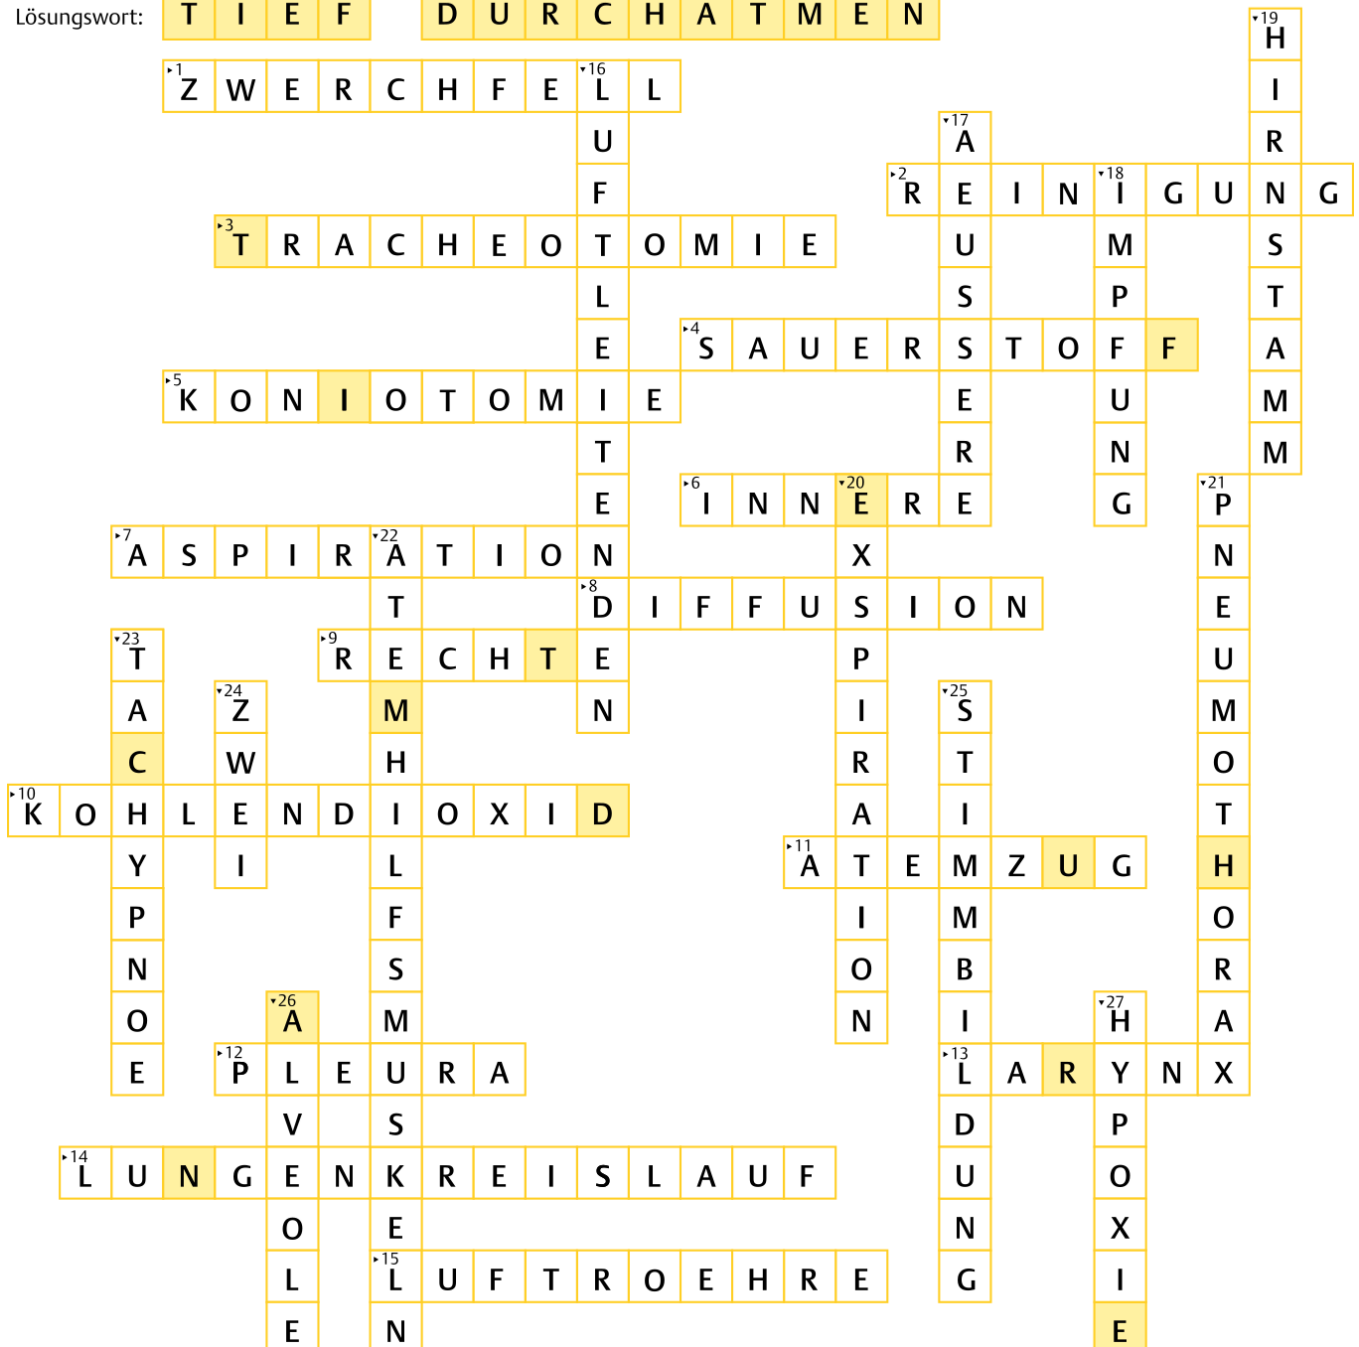 Lösungswort: TIEF DURCHATMEN
1 ZWERCHFELL
2 REINIGUNG
3 TRACHEOTOMIE
4 SAUERSTOFF
5 KONIOTOMIE
6 INNERE
7 ASPIRATION
8 DIFFUSION
9 RECHTE
10 KOHLENDIOXID
11 ATEMZUG
12 PLEURA
13 LARYNX
14 LUNGENKREISLAUF
15 LUFTROEHRE
16 LUFTLEITENDEN
17 AEUSSERE
18 IMPFUNG
19 HIRNSTAMM
20 EXSPIRATION
21 PNEUMOTHORAX
22 ATEMHILFSMUSKELN
23 TACHYPNOE
24 ZWEI
25 STIMMBILDUNG
26 ALVEOLE
27 HYPOXIE